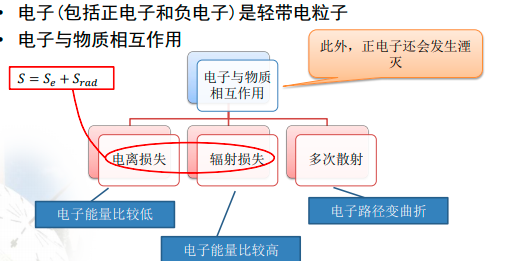 • 电子(包括正电子和负电子)是轻带电粒子
• 电子与物质相互作用
此外，正电子还会发生湮
灭
S = Se + Srad
电子与物质
相互作用
电离损失
辐射损失
多次散射
电子能量比较低
电子路径变曲折
电子能量比较高